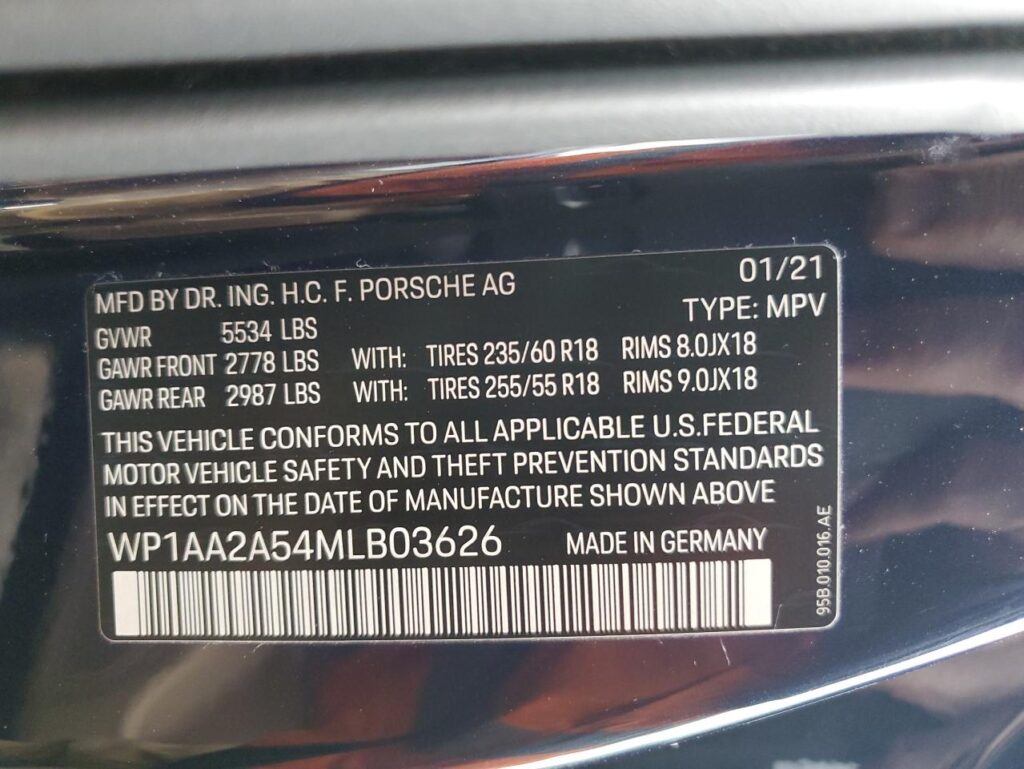 MFD BY DR. ING. H.C. F. PORSCHE AG 01/21
TYPE: MPV
GVWR 5534 LBS
GAWR FRONT 2778 LBS WITH: TIRES 235/60 R18 RIMS 8.0JX18
GAWR REAR 2987 LBS WITH: TIRES 255/55 R18 RIMS 9.0JX18
THIS VEHICLE CONFORMS TO ALL APPLICABLE U.S.FEDERAL
MOTOR VEHICLE SAFETY AND THEFT PREVENTION STANDARDS
IN EFFECT ON THE DATE OF MANUFACTURE SHOWN ABOVE
WP1AA2A54MLB03626 MADE IN GERMANY
95B.010.016.AE